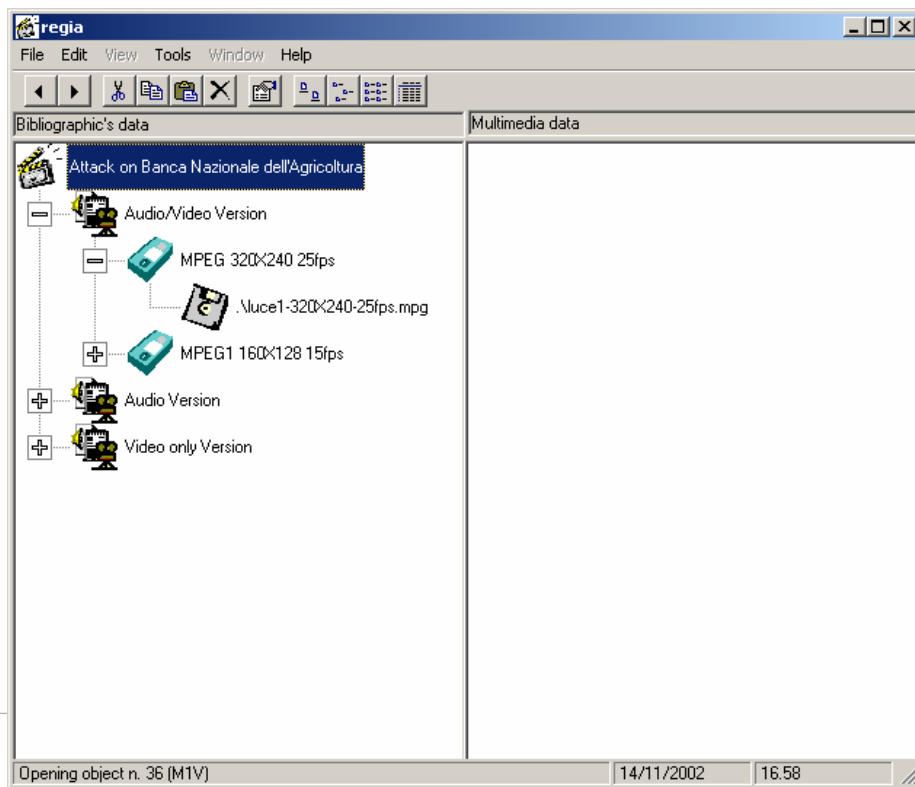 regia
File Edit View Tools Window Help
Bibliographic's data
Multimedia data
Attack on Banca Nazionale dell'Agricoltura
Audio/Video Version
MPEG 320X240 25fps
.\luce1-320X240-25fps.mpg
MPEG1 160X128 15fps
Audio Version
Video only Version
Opening object n. 36 (M1V) 14/11/2002 16.58